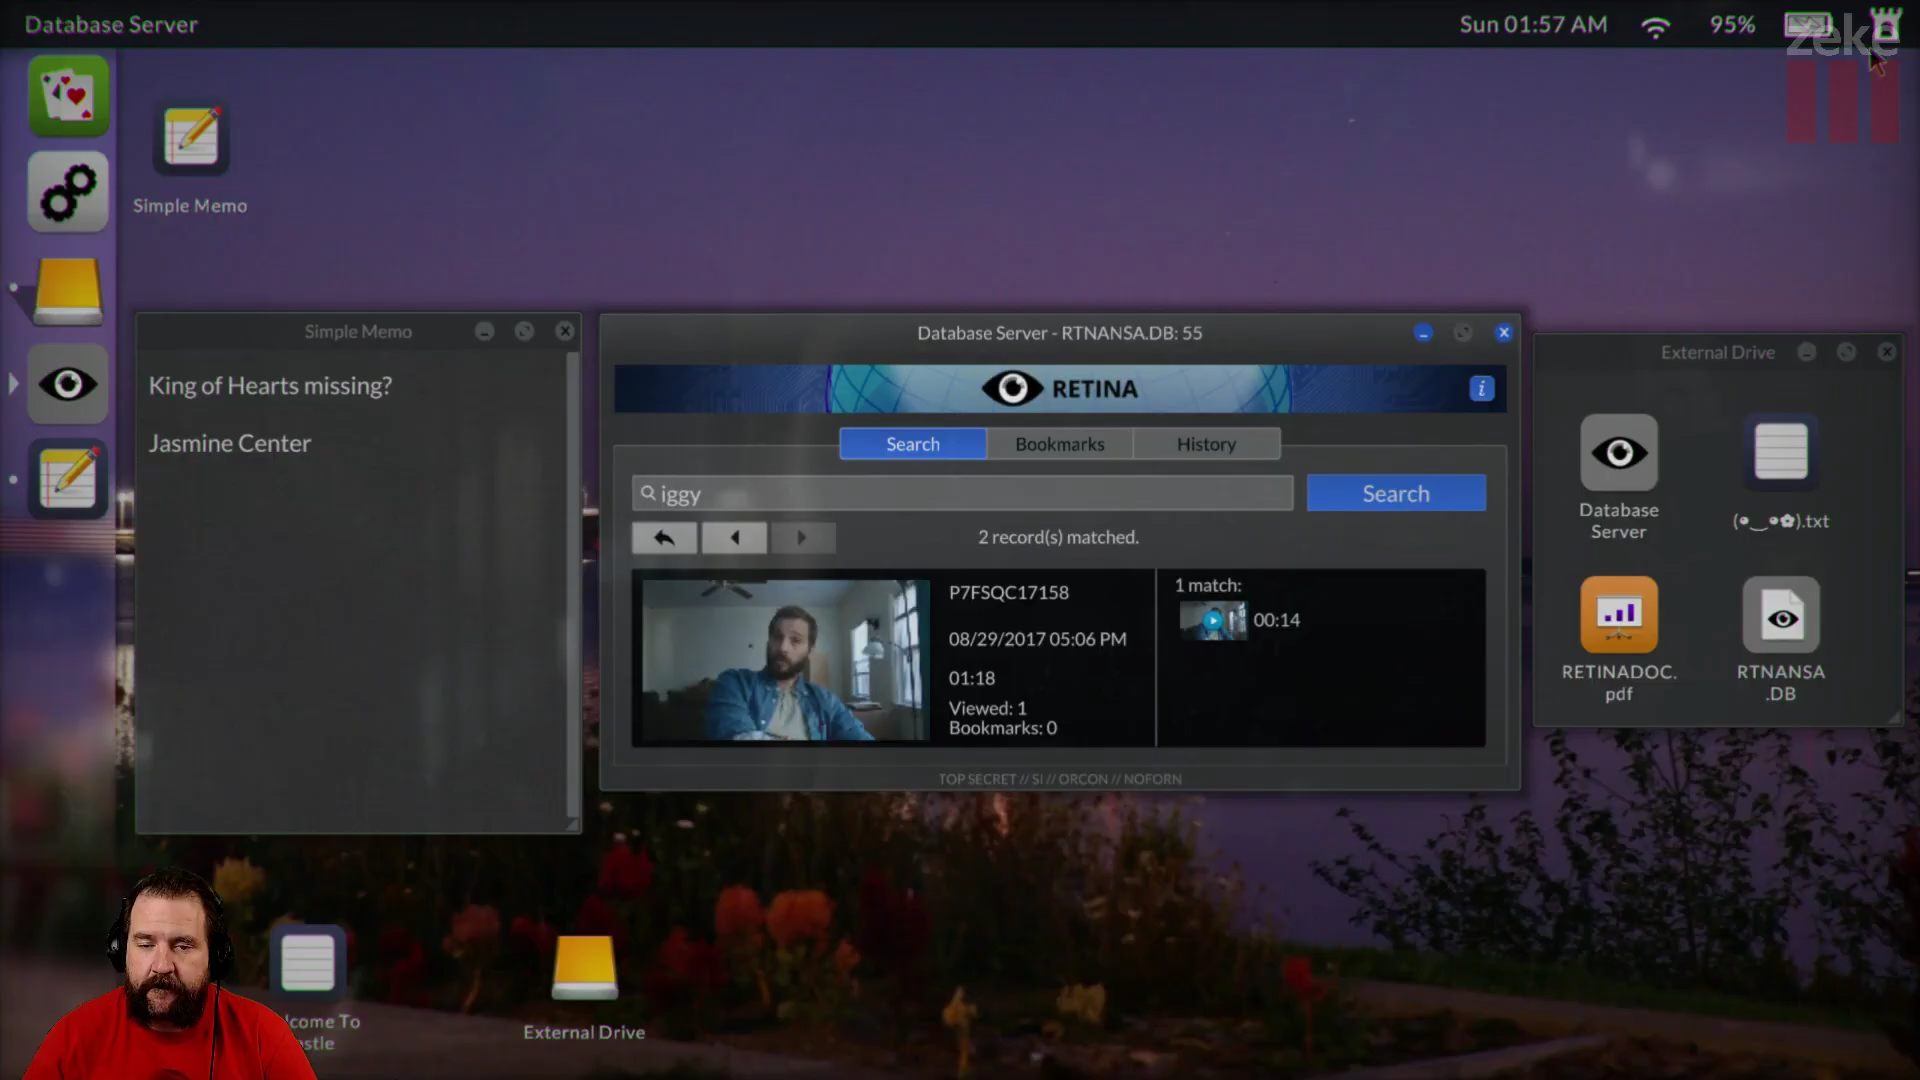 Database Server
Sun 01:57 AM
95%
zeke
Simple Memo
Simple Memo
King of Hearts missing?
Jasmine Center
Database Server - RTNANSA.DB: 55
RETINA
i
Search
Bookmarks
History
iggy
Search
2 record(s) matched.
P7FSQC17158
08/29/2017 05:06 PM
01:18
Viewed: 1
Bookmarks: 0
1 match:
00:14
TOP SECRET // SI // ORCON // NOFORN
External Drive
Database
Server
(•‿•✿).txt
RETINADOC.
pdf
RTNANSA
.DB
lcome To
stle
External Drive